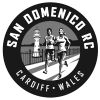 SAN DOMENICO RC
CARDIFF • WALES